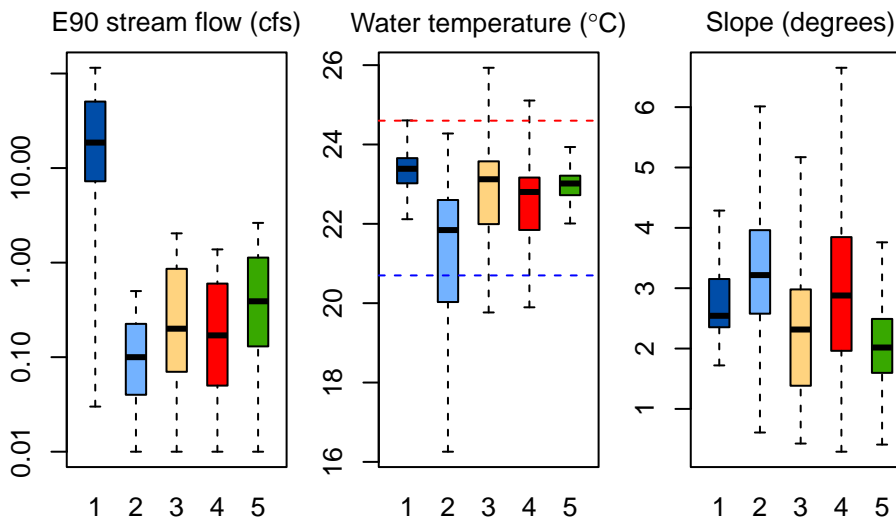 E90 stream flow (cfs)
0.01 0.10 1.00 10.00
1 2 3 4 5
Water temperature (°C)
16 18 20 22 24 26
1 2 3 4 5
Slope (degrees)
1 2 3 4 5 6
1 2 3 4 5